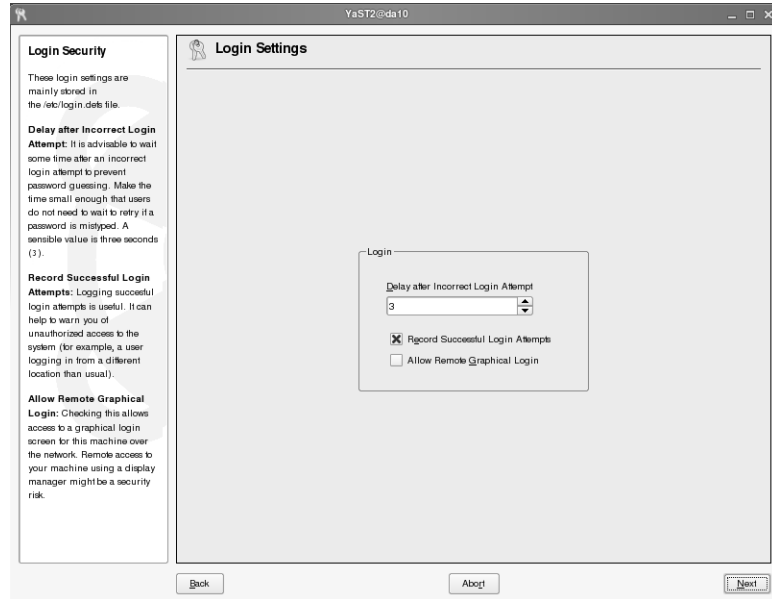 YaST2@da10
Login Security
These login settings are
mainly stored in
the /etc/login.defs file.
Delay after Incorrect Login
Attempt: It is advisable to wait
some time after an incorrect
login attempt to prevent
password guessing. Make the
time small enough that users
do not need to wait to retry if a
password is mistyped. A
sensible value is three seconds
(3).
Record Successful Login
Attempts: Logging succesful
login attempts is useful. It can
help to warn you of
unauthorized access to the
system (for example, a user
logging in from a different
location than usual).
Allow Remote Graphical
Login: Checking this allows
access to a graphical login
screen for this machine over
the network. Remote access to
your machine using a display
manager might be a security
risk.
Login Settings
Login
Delay after Incorrect Login Attempt
3
Record Successful Login Attempts
Allow Remote Graphical Login
Back
Abort
Next